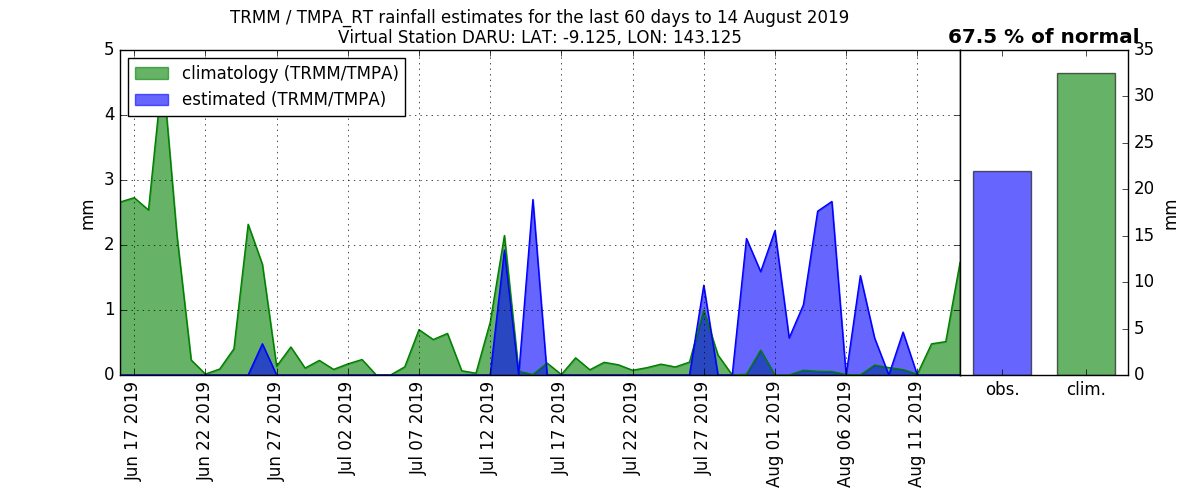 TRMM / TMPA_RT rainfall estimates for the last 60 days to 14 August 2019
Virtual Station DARU: LAT: -9.125, LON: 143.125
67.5 % of normal
climatology (TRMM/TMPA)
estimated (TRMM/TMPA)
5
4
3
2
1
0
mm
Jun 17 2019
Jun 22 2019
Jun 27 2019
Jul 02 2019
Jul 07 2019
Jul 12 2019
Jul 17 2019
Jul 22 2019
Jul 27 2019
Aug 01 2019
Aug 06 2019
Aug 11 2019
obs.
clim.
35
30
25
20
15
10
5
0
mm